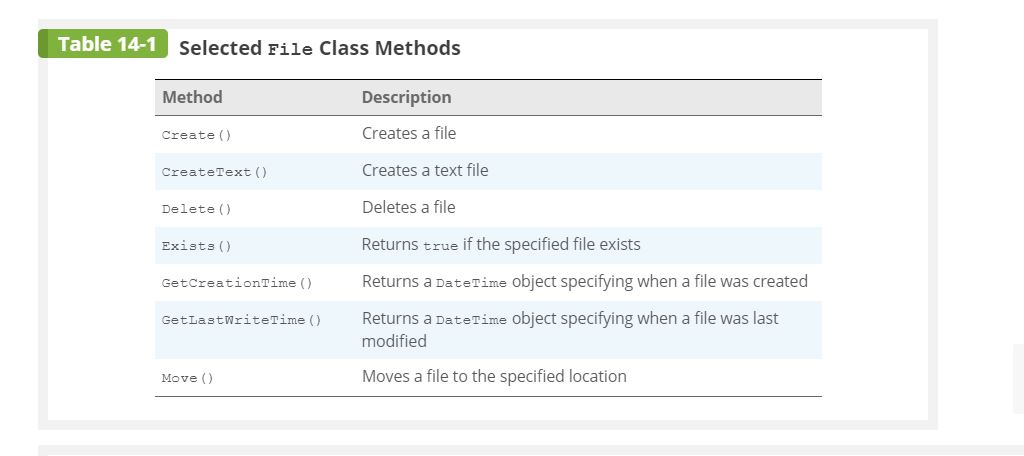 Table 14-1 Selected File Class Methods
Method Description
Create() Creates a file
CreateText() Creates a text file
Delete() Deletes a file
Exists() Returns true if the specified file exists
GetCreationTime() Returns a DateTime object specifying when a file was created
GetLastWriteTime() Returns a DateTime object specifying when a file was last
modified
Move() Moves a file to the specified location